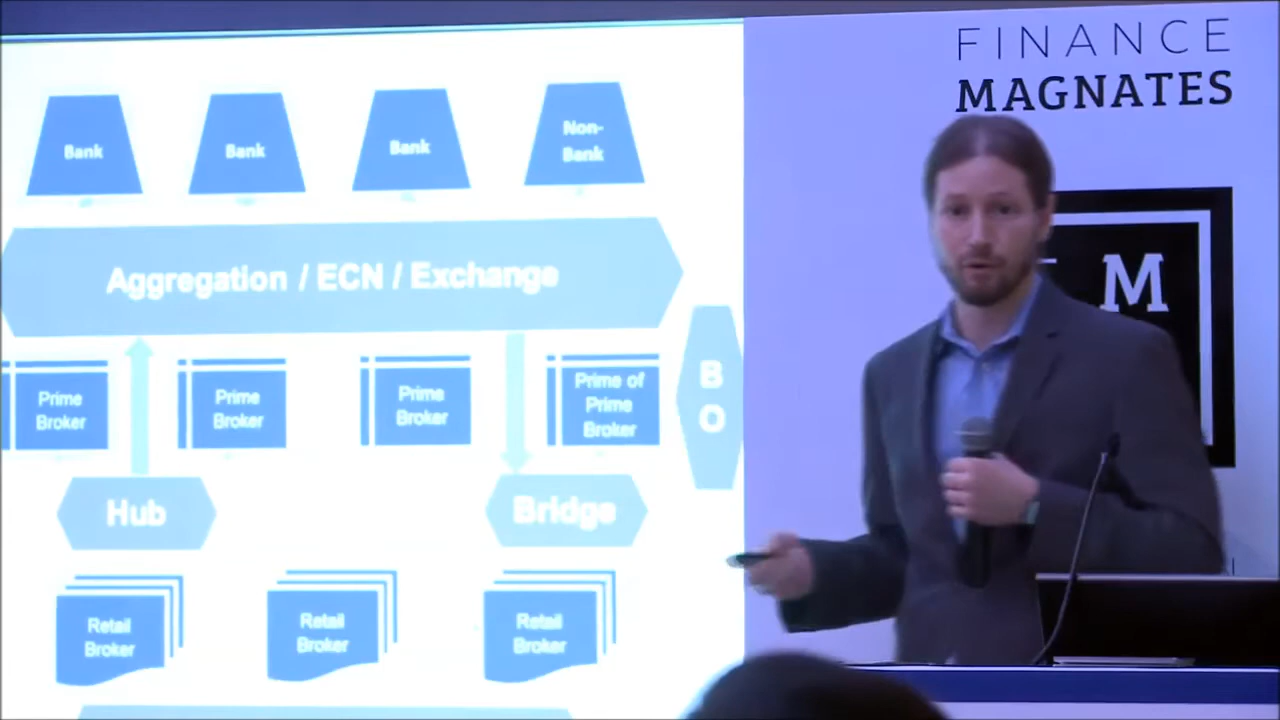 FINANCE
MAGNATES
M
Bank
Bank
Bank
Non-
Bank
Aggregation / ECN / Exchange
Prime
Broker
Prime
Broker
Prime
Broker
Prime of
Prime
Broker
B
O
Hub
Bridge
Retail
Broker
Retail
Broker
Retail
Broker